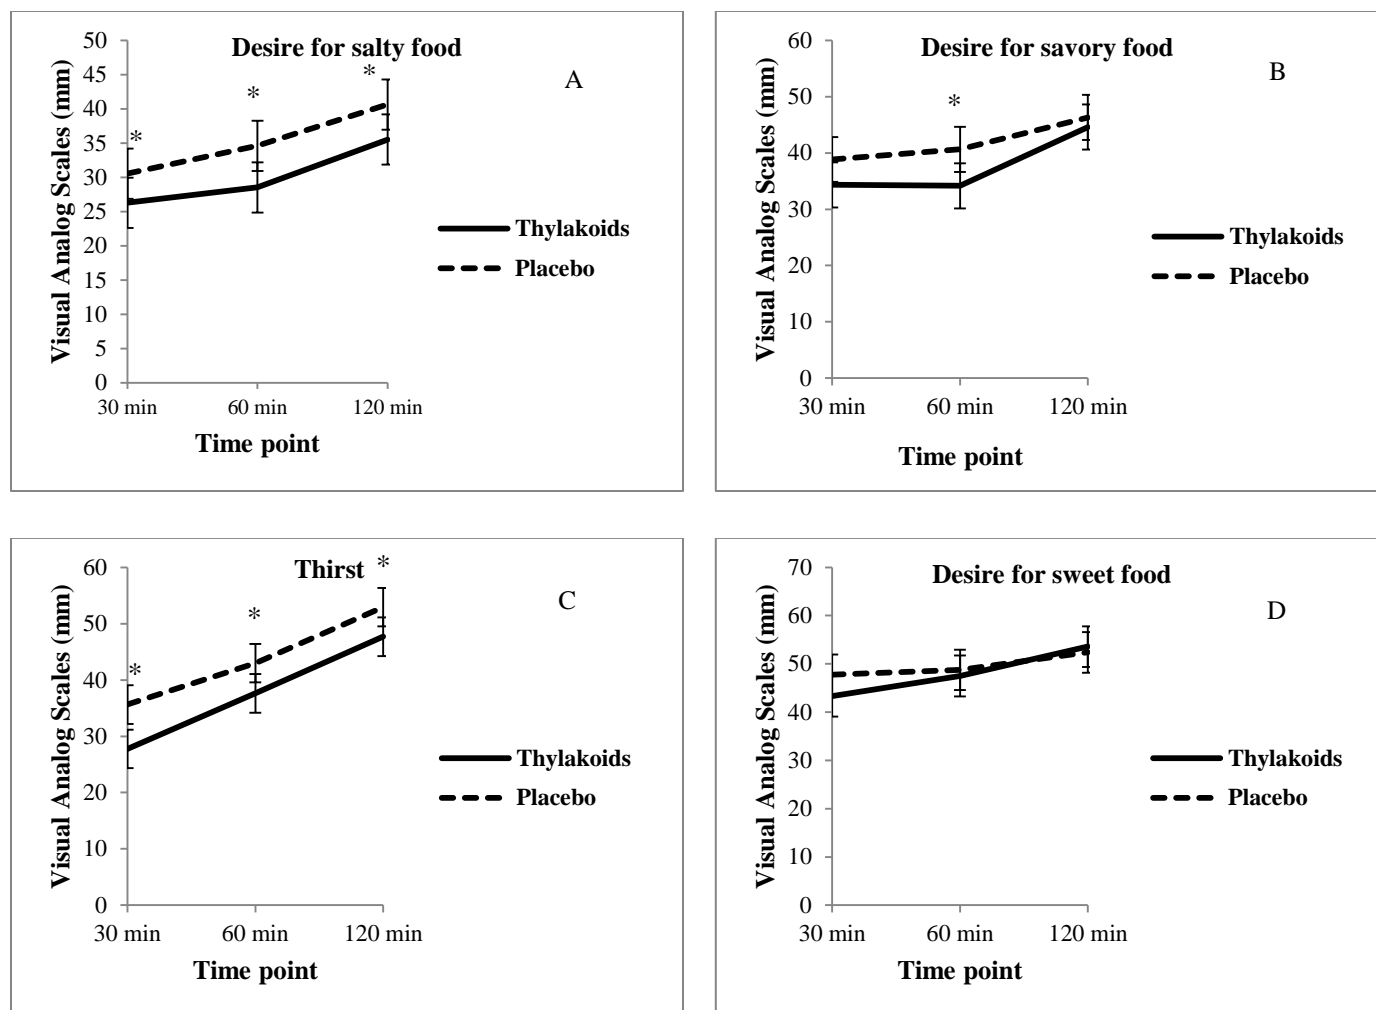 Desire for salty food
A
Visual Analog Scales (mm)
50
45
40
35
30
25
20
15
10
5
0
*
*
*
Thylakoids
Placebo
30 min
60 min
120 min
Time point
Desire for savory food
B
Visual Analog Scales (mm)
60
50
40
30
20
10
0
*
Thylakoids
Placebo
30 min
60 min
120 min
Time point
Thirst
C
Visual Analog Scales (mm)
60
50
40
30
20
10
0
*
*
*
Thylakoids
Placebo
30 min
60 min
120 min
Time point
Desire for sweet food
D
Visual Analog Scales (mm)
70
60
50
40
30
20
10
0
Thylakoids
Placebo
30 min
60 min
120 min
Time point